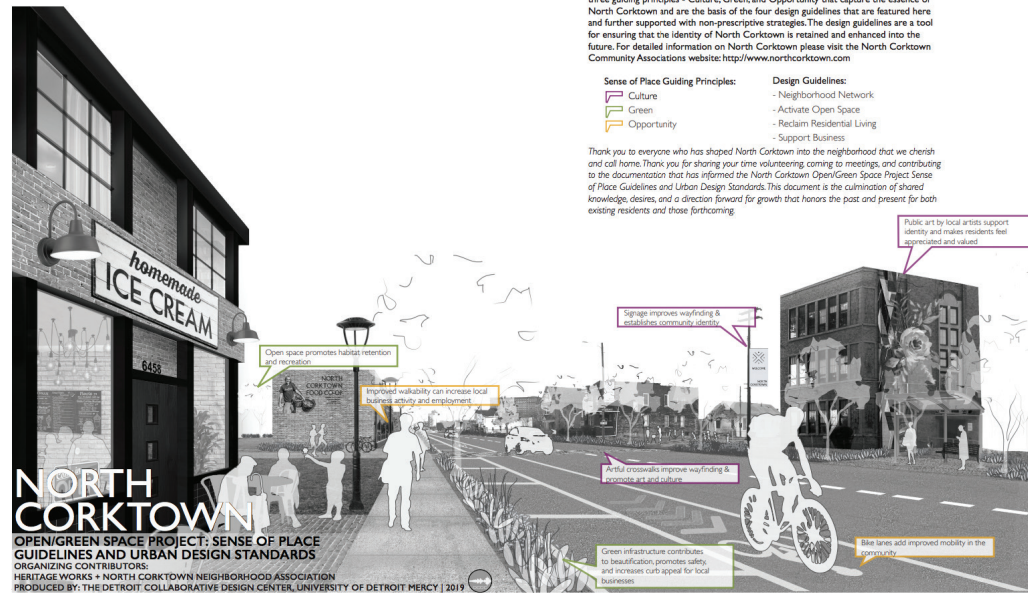 three guiding principles - Culture, Green, and Opportunity that capture the essence of
North Corktown and are the basis of the four design guidelines that are featured here
and further supported with non-prescriptive strategies. The design guidelines are a tool
for ensuring that the identity of North Corktown is retained and enhanced into the
future. For detailed information on North Corktown please visit the North Corktown
Community Associations website: http://www.northcorktown.com
Sense of Place Guiding Principles:
Culture
Green
Opportunity
Design Guidelines:
- Neighborhood Network
- Activate Open Space
- Reclaim Residential Living
- Support Business
Thank you to everyone who has shaped North Corktown into the neighborhood that we cherish
and call home. Thank you for sharing your time volunteering, coming to meetings, and contributing
to the documentation that has informed the North Corktown Open/Green Space Project Sense
of Place Guidelines and Urban Design Standards. This document is the culmination of shared
knowledge, desires, and a direction forward for growth that honors the past and present for both
existing residents and those forthcoming.
Public art by local artists support
identity and makes residents feel
appreciated and valued
homemade
ICE CREAM
6458
Signage improves wayfinding &
establishes community identity
Open space promotes habitat retention
and recreation
NORTH
CORKTOWN
FOOD CO-OP
Improved walkability can increase local
business activity and employment
WELCOME
NORTH
CORKTOWN
Artful crosswalks improve wayfinding &
promote art and culture
Bike lanes add improved mobility in the
community
Green infrastructure contributes
to beautification, promotes safety,
and increases curb appeal for local
businesses
NORTH
CORKTOWN
OPEN/GREEN SPACE PROJECT: SENSE OF PLACE
GUIDELINES AND URBAN DESIGN STANDARDS
ORGANIZING CONTRIBUTORS:
HERITAGE WORKS + NORTH CORKTOWN NEIGHBORHOOD ASSOCIATION
PRODUCED BY: THE DETROIT COLLABORATIVE DESIGN CENTER, UNIVERSITY OF DETROIT MERCY | 2019